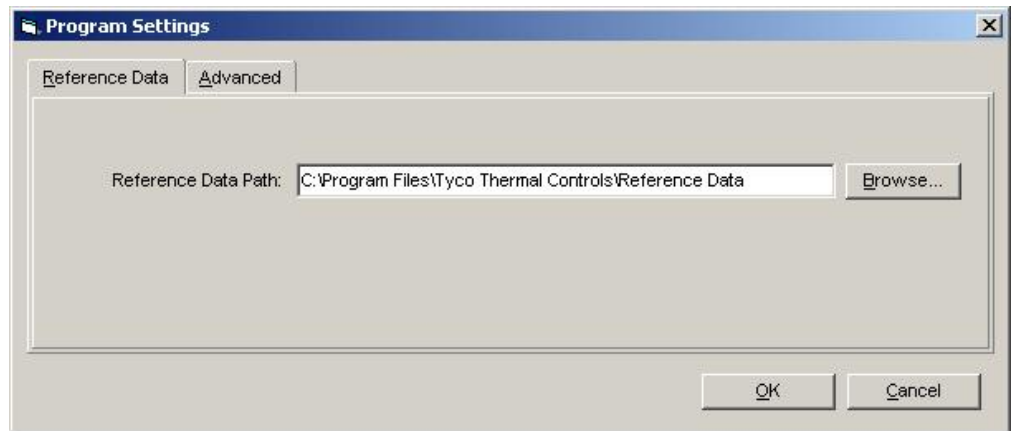 Program Settings
Reference Data Advanced
Reference Data Path: C:\Program Files\Tyco Thermal Controls\Reference Data Browse...
OK Cancel